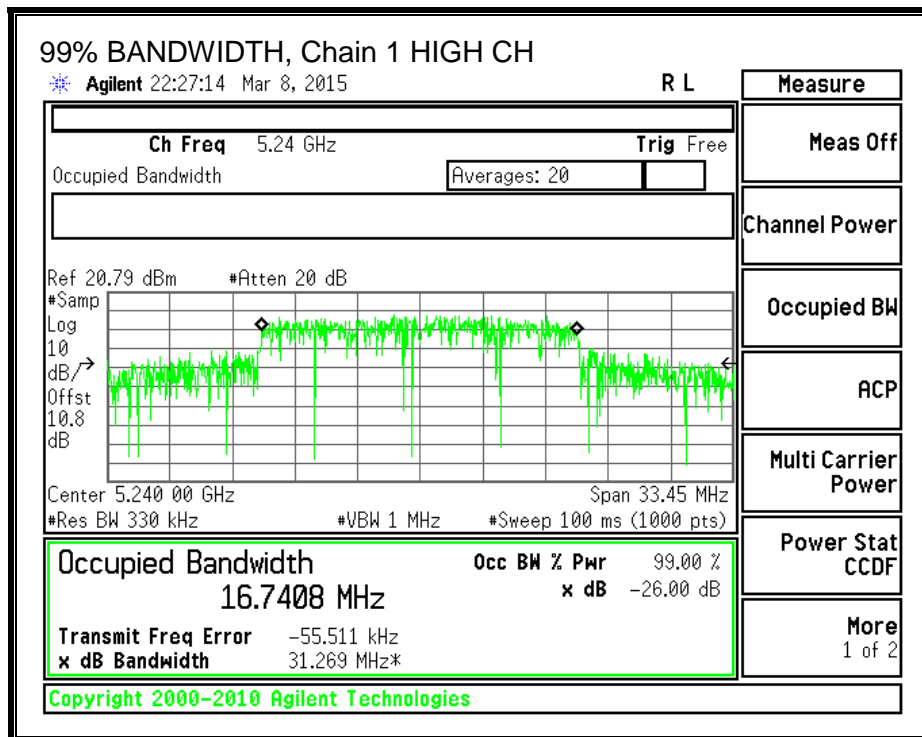 99% BANDWIDTH, Chain 1 HIGH CH
Agilent 22:27:14 Mar 8, 2015 R L
Measure
Ch Freq 5.24 GHz Trig Free
Occupied Bandwidth Averages: 20
Ref 20.79 dBm #Atten 20 dB
#Samp
Log
10
dB/
Offst
10.8
dB
Center 5.240 00 GHz Span 33.45 MHz
#Res BW 330 kHz #VBW 1 MHz #Sweep 100 ms (1000 pts)
Occupied Bandwidth Occ BW % Pwr 99.00 %
16.7408 MHz x dB -26.00 dB
Transmit Freq Error -55.511 kHz
x dB Bandwidth 31.269 MHz*
Copyright 2000-2010 Agilent Technologies
Meas Off
Channel Power
Occupied BW
ACP
Multi Carrier
Power
Power Stat
CCDF
More
1 of 2